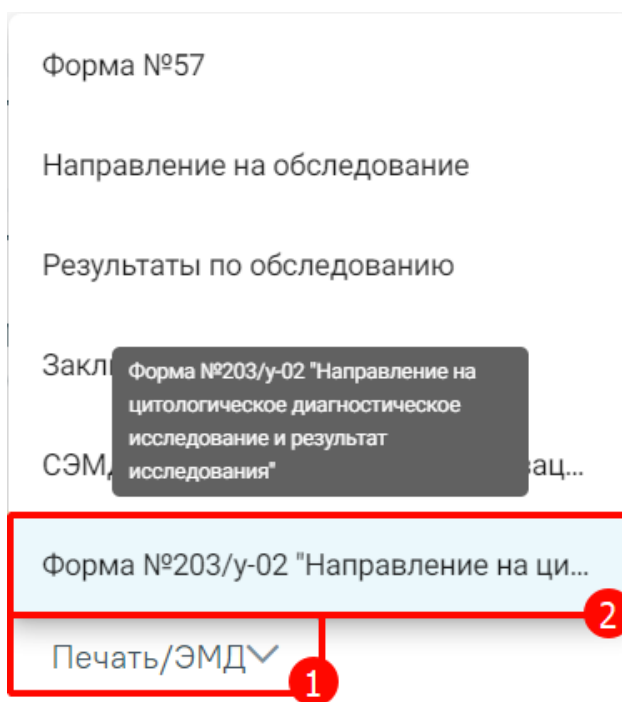 Форма №57
Направление на обследование
Результаты по обследованию
Форма №203/у-02 "Направление на
цитологическое диагностическое
исследование и результат
исследования"
Форма №203/у-02 "Направление на ци...
2
Печать/ЭМД
1